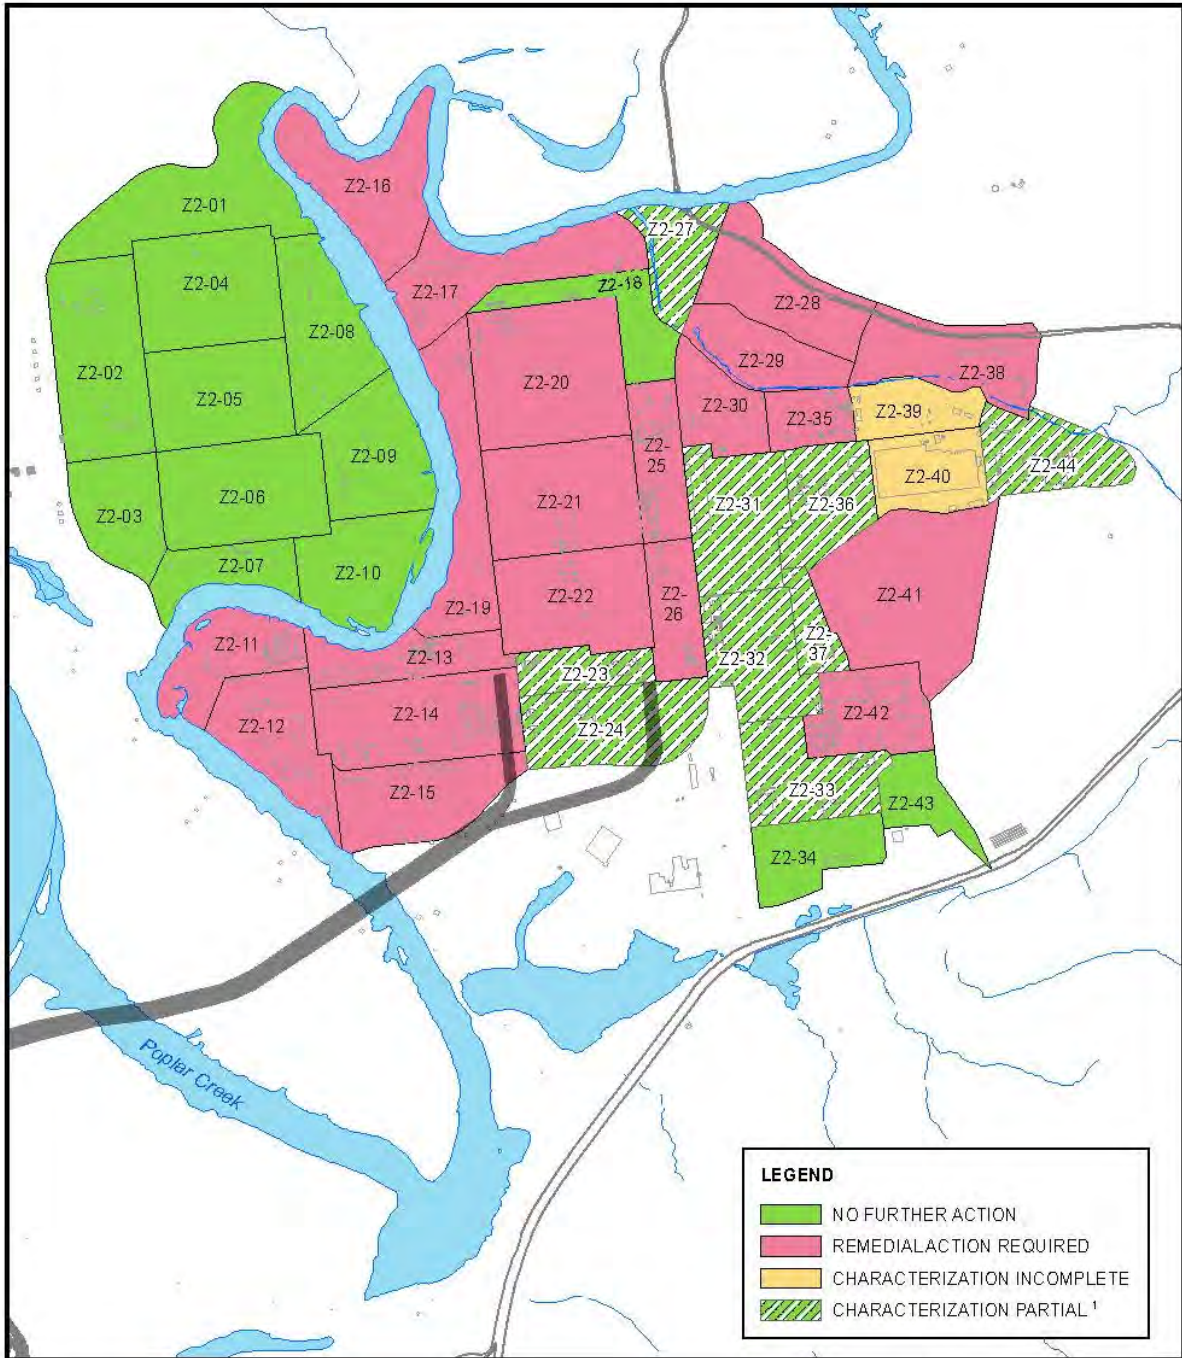 Z2-16
Z2-01
Z2-27
Z2-04
Z2-17
Z2-18
Z2-28
Z2-08
Z2-02
Z2-29
Z2-38
Z2-20
Z2-05
Z2-30
Z2-39
Z2-35
Z2-
25
Z2-09
Z2-44
Z2-40
Z2-06
Z2-21
Z2-31
Z2-36
Z2-03
Z2-07
Z2-10
Z2-22
Z2-
26
Z2-41
Z2-19
Z2-11
Z2-
37
Z2-13
Z2-32
Z2-23
Z2-14
Z2-42
Z2-12
Z2-24
Z2-15
Z2-33
Z2-43
Z2-34
Poplar Creek
LEGEND
NO FURTHER ACTION
REMEDIAL ACTION REQUIRED
CHARACTERIZATION INCOMPLETE
CHARACTERIZATION PARTIAL 1